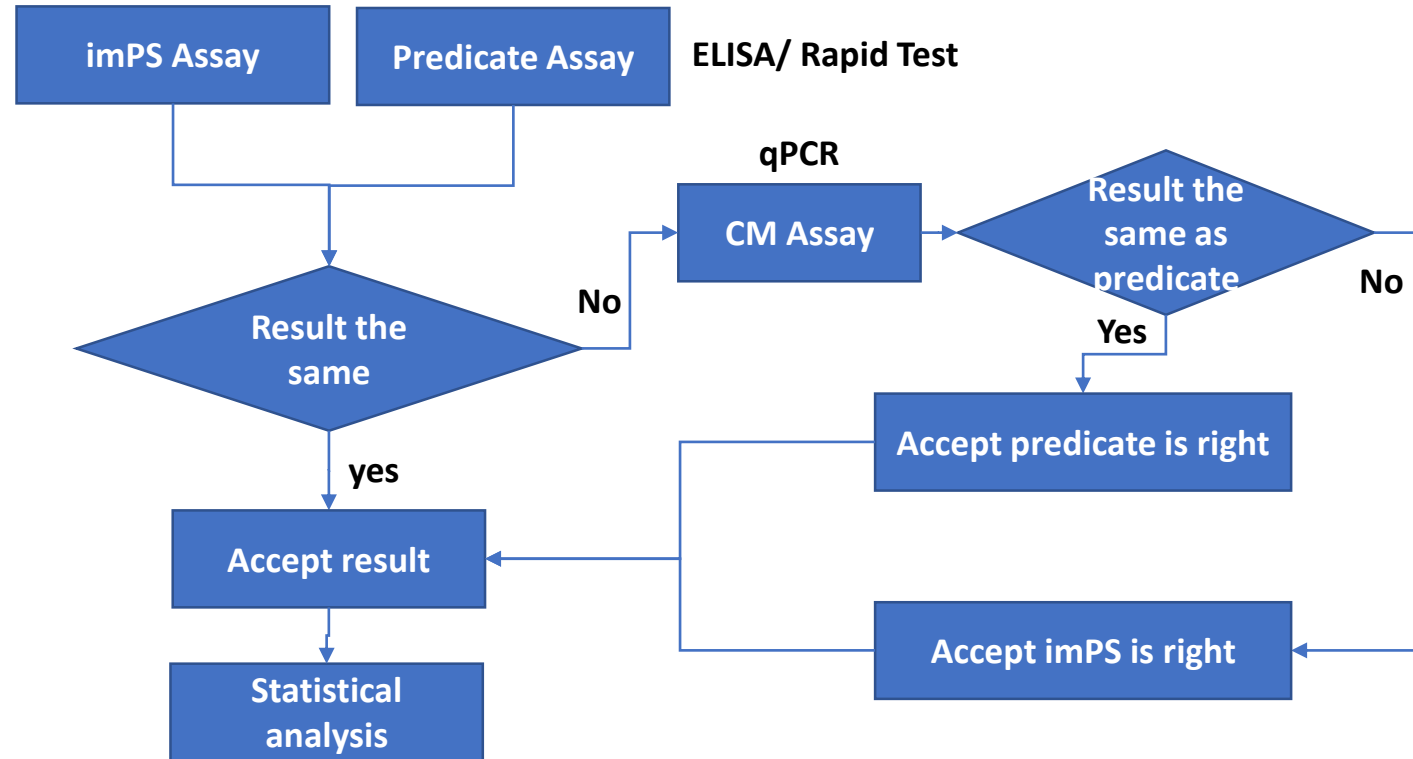 imPS Assay
Predicate Assay
ELISA/ Rapid Test
qPCR
CM Assay
Result the
same as
predicate
No
No
Result the
same
Yes
yes
Accept predicate is right
Accept result
Accept imPS is right
Statistical
analysis